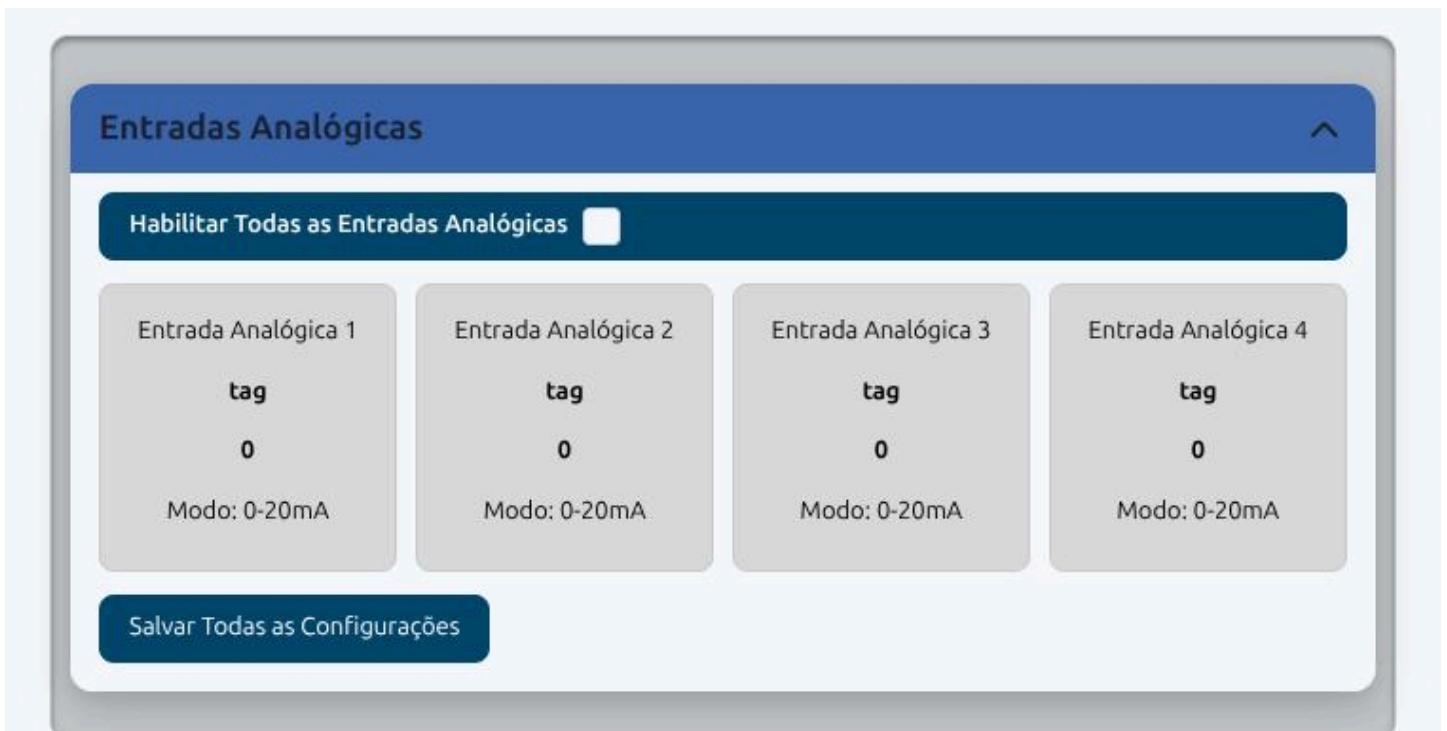 Entradas Analógicas
Habilitar Todas as Entradas Analógicas
Entrada Analógica 1
tag
0
Modo: 0-20mA
Entrada Analógica 2
tag
0
Modo: 0-20mA
Entrada Analógica 3
tag
0
Modo: 0-20mA
Entrada Analógica 4
tag
0
Modo: 0-20mA
Salvar Todas as Configurações